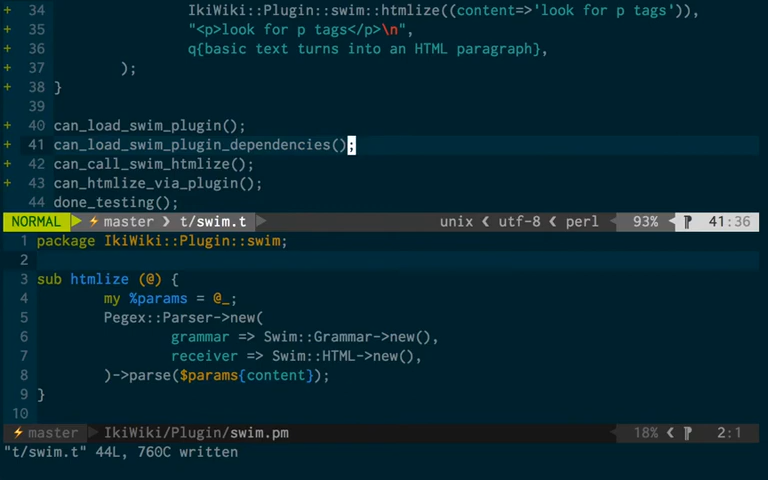 + 34 IkiWiki::Plugin::swim::htmlize((content=>'look for p tags')),
+ 35 "<p>look for p tags</p>\n",
+ 36 q{basic text turns into an HTML paragraph},
+ 37 );
+ 38 }
39
+ 40 can_load_swim_plugin();
+ 41 can_load_swim_plugin_dependencies();
+ 42 can_call_swim_htmlize();
+ 43 can_htmlize_via_plugin();
44 done_testing();
NORMAL master t/swim.t unix utf-8 perl 93% 41:36
1 package IkiWiki::Plugin::swim;
2
3 sub htmlize (@) {
4 my %params = @_;
5 Pegex::Parser->new(
6 grammar => Swim::Grammar->new(),
7 receiver => Swim::HTML->new(),
8 )->parse($params{content});
9 }
10
master IkiWiki/Plugin/swim.pm 18% 2:1
"t/swim.t" 44L, 760C written